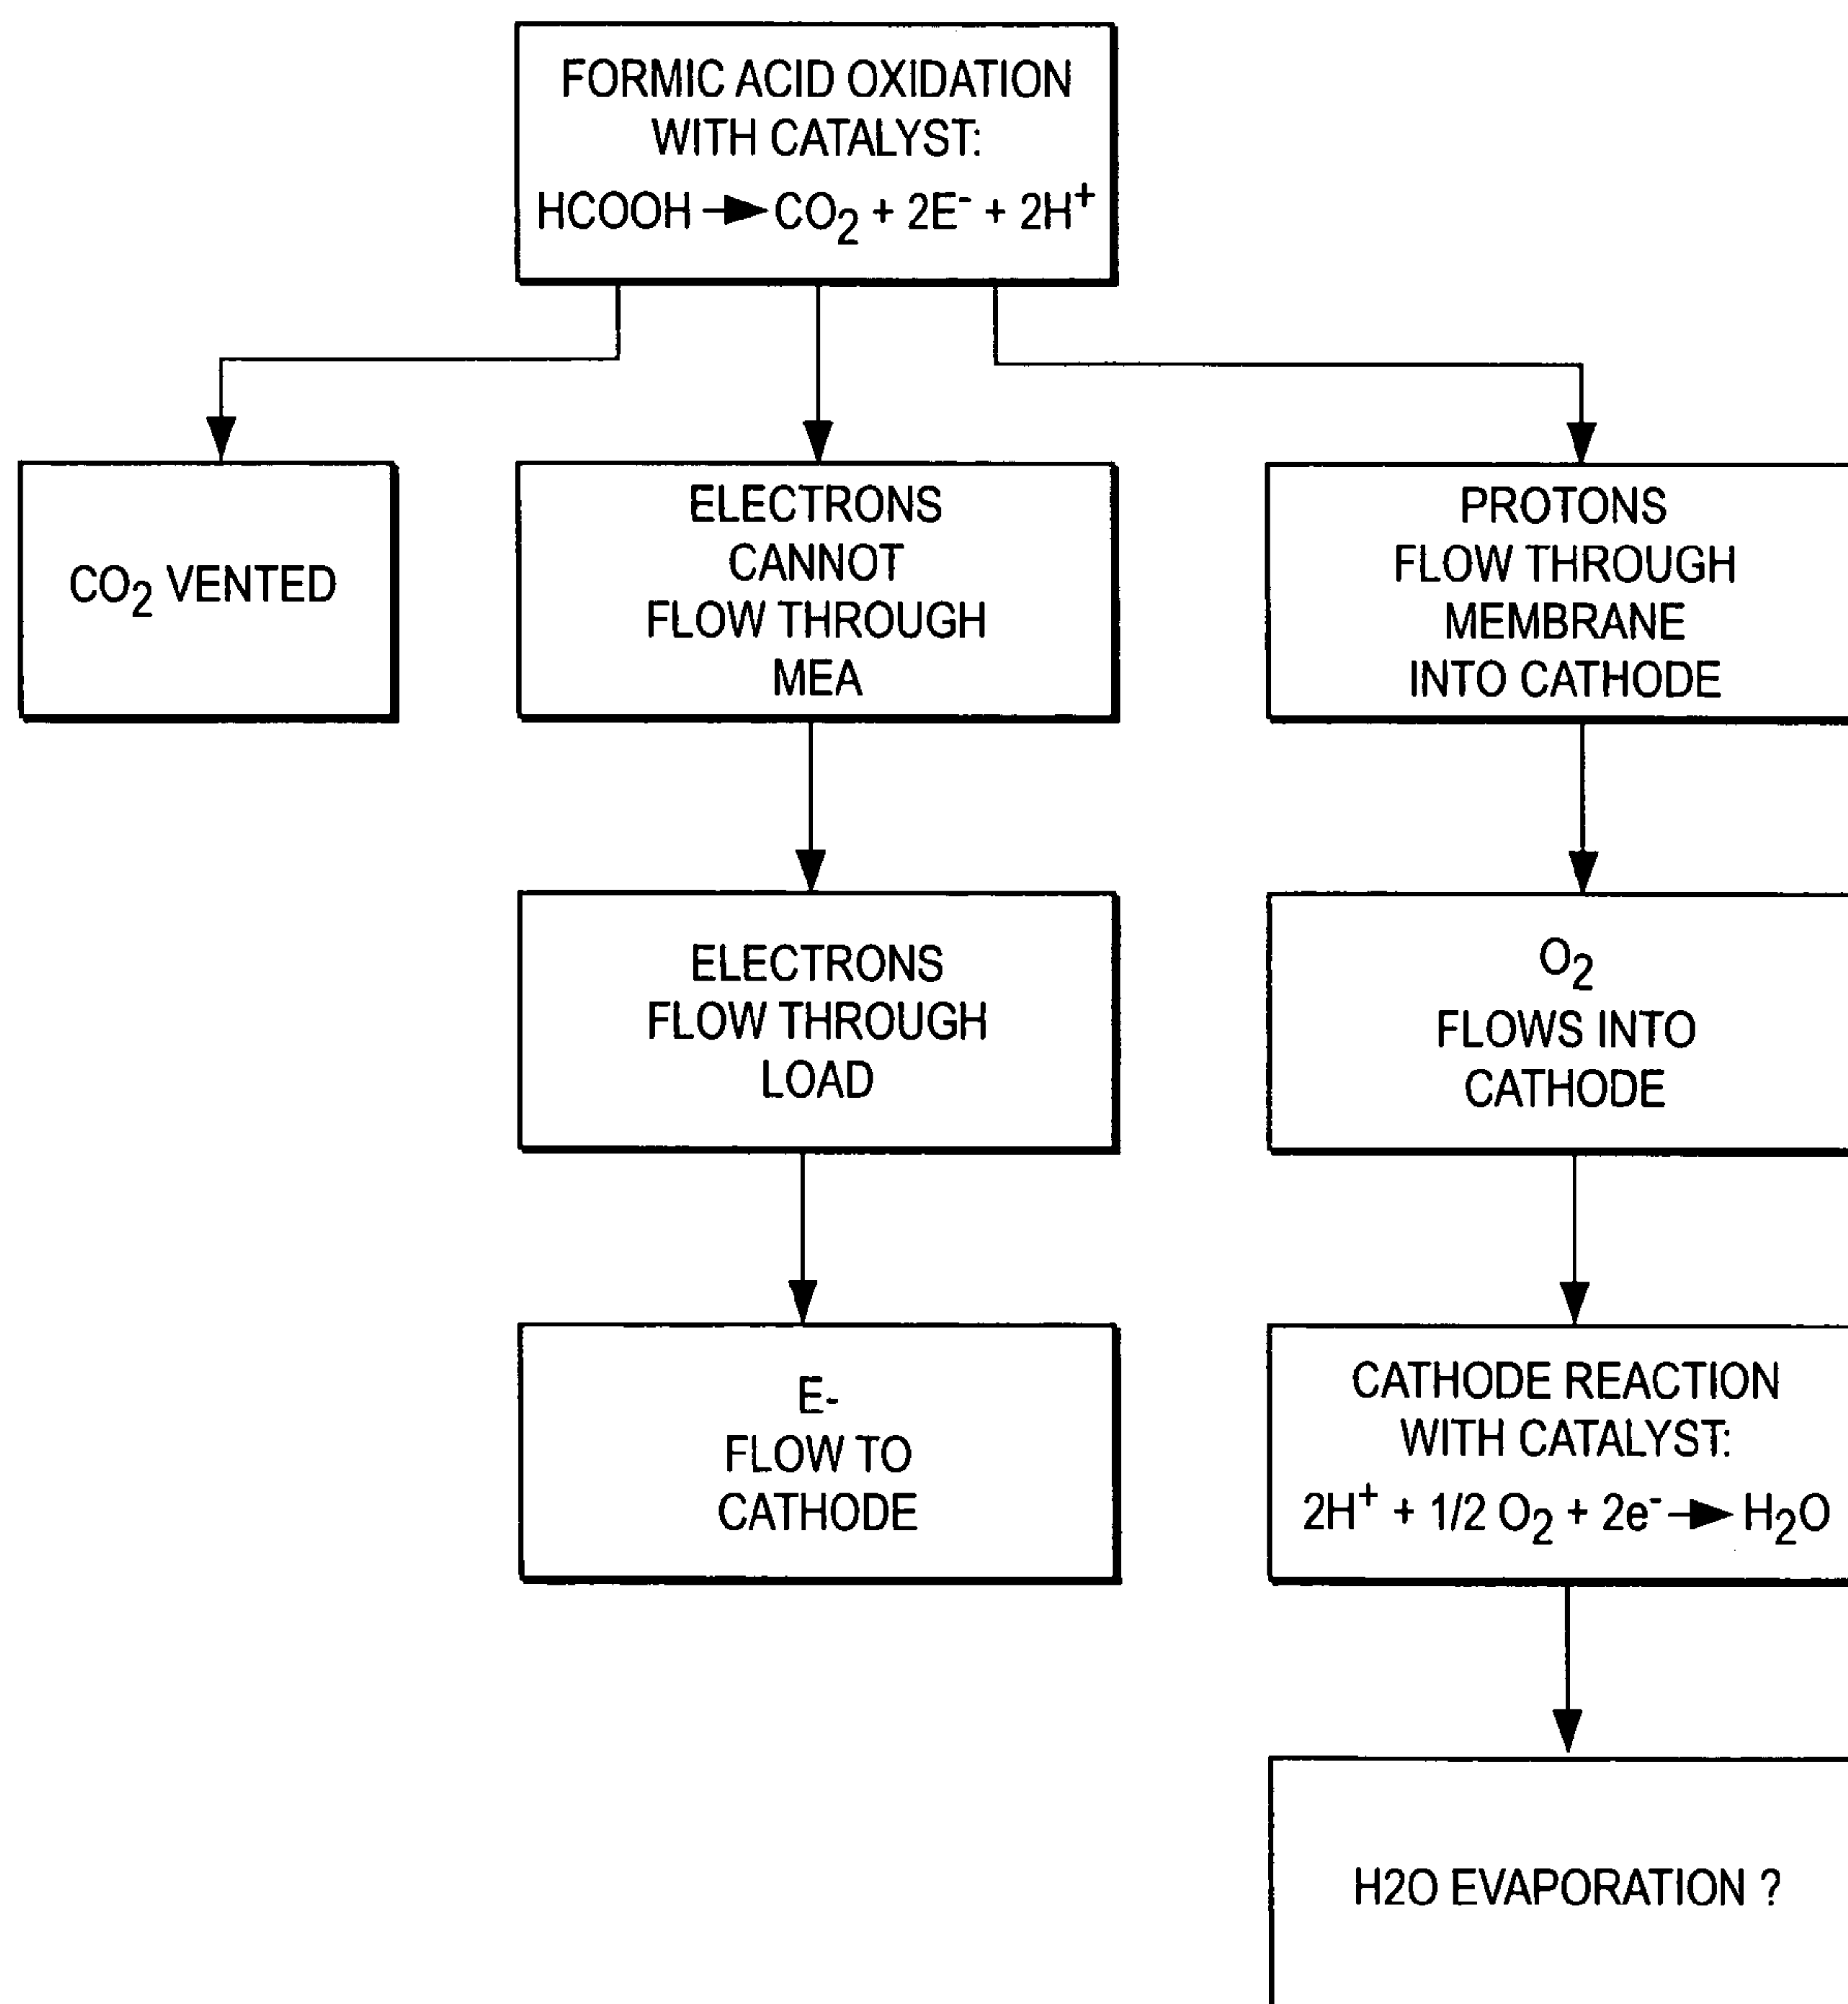 FORMIC ACID OXIDATION
WITH CATALYST:
HCOOH → CO₂ + 2E⁻ + 2H⁺
CO₂ VENTED
ELECTRONS
CANNOT
FLOW THROUGH
MEA
PROTONS
FLOW THROUGH
MEMBRANE
INTO CATHODE
ELECTRONS
FLOW THROUGH
LOAD
O₂
FLOWS INTO
CATHODE
E-
FLOW TO
CATHODE
CATHODE REACTION
WITH CATALYST:
2H⁺ + 1/2 O₂ + 2e⁻ → H₂O
H2O EVAPORATION ?